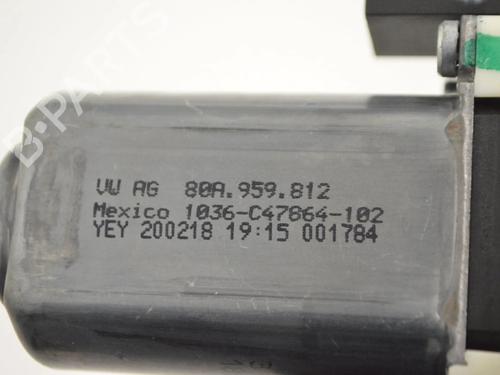 VW AG 80A.959.812
Mexico 1036-C47864-102
YEY 200218 19:15 001784
B-PARTS